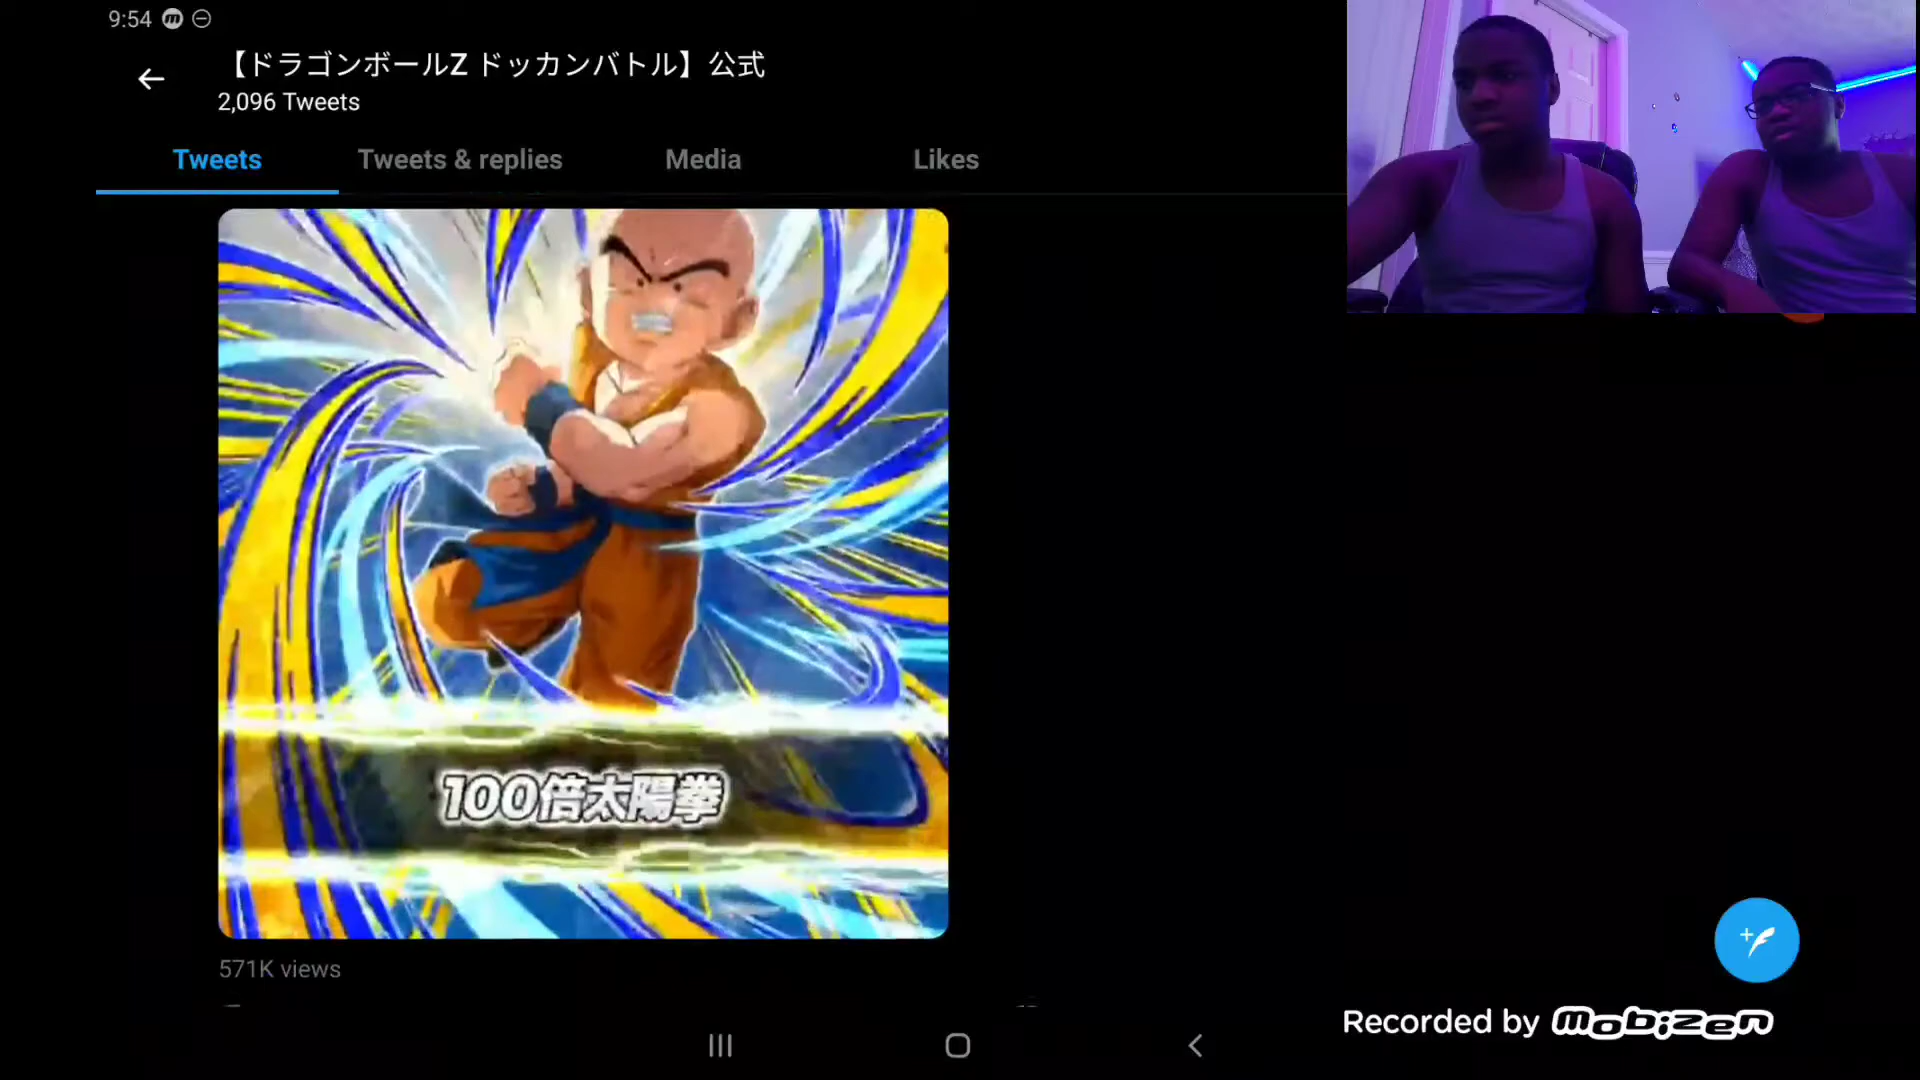 9:54
【ドラゴンボールZ ドッカンバトル】公式
2,096 Tweets
Tweets
Tweets & replies
Media
Likes
100倍太陽拳
571K views
Recorded by mobizen